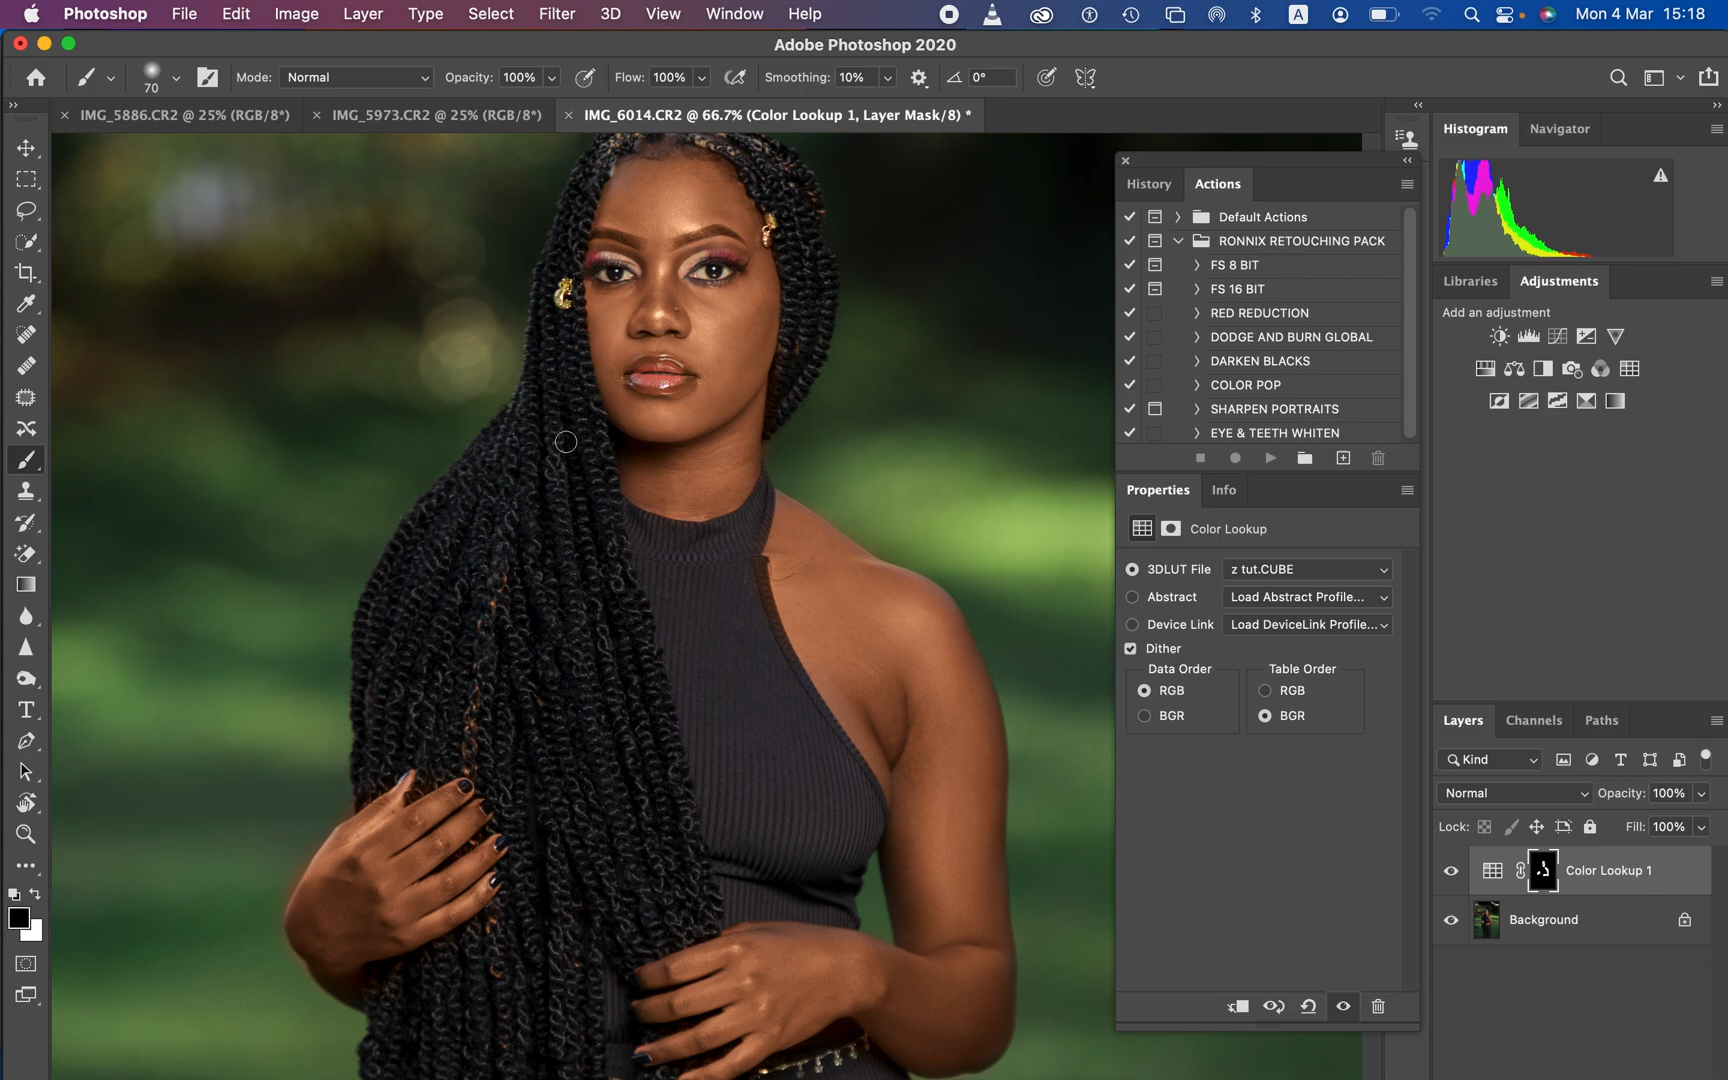 Photoshop File Edit Image Layer Type Select Filter 3D View Window Help A Mon 4 Mar 15:18
Adobe Photoshop 2020
70 Mode: Normal Opacity: 100% Flow: 100% Smoothing: 10% 0°
IMG_5886.CR2 @ 25% (RGB/8*) IMG_5973.CR2 @ 25% (RGB/8*) IMG_6014.CR2 @ 66.7% (Color Lookup 1, Layer Mask/8) *
Histogram Navigator
History Actions
Default Actions
RONNIX RETOUCHING PACK
FS 8 BIT
FS 16 BIT
RED REDUCTION
DODGE AND BURN GLOBAL
DARKEN BLACKS
COLOR POP
SHARPEN PORTRAITS
EYE & TEETH WHITEN
Properties Info
Color Lookup
3DLUT File z tut.CUBE
Abstract Load Abstract Profile...
Device Link Load DeviceLink Profile...
Dither
Data Order Table Order
RGB RGB
BGR BGR
Libraries Adjustments
Add an adjustment
Layers Channels Paths
Kind T
Normal Opacity: 100%
Lock: Fill: 100%
Color Lookup 1
Background